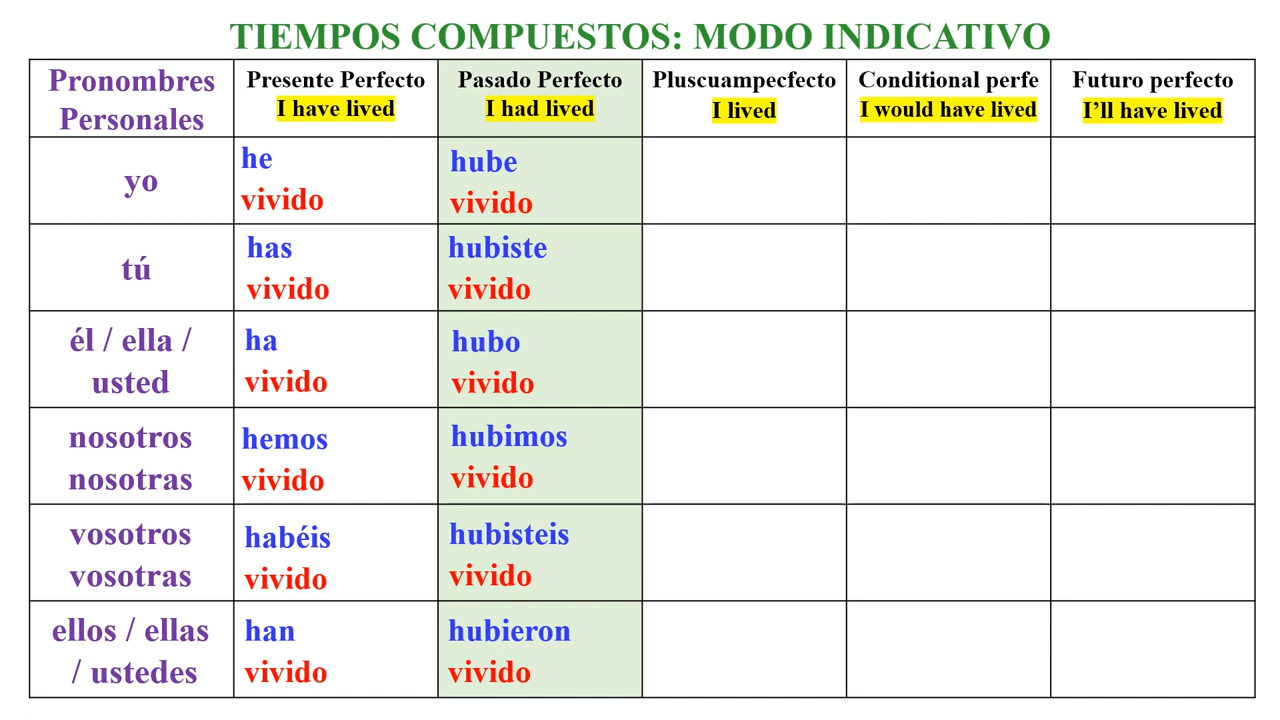 TIEMPOS COMPUESTOS: MODO INDICATIVO
Pronombres
Personales
Presente Perfecto
I have lived
Pasado Perfecto
I had lived
Pluscuampecfecto
I lived
Conditional perfe
I would have lived
Futuro perfecto
I’ll have lived
yo
he
vivido
hube
vivido
tú
has
vivido
hubiste
vivido
él / ella /
usted
ha
vivido
hubo
vivido
nosotros
nosotras
hemos
vivido
hubimos
vivido
vosotros
vosotras
habéis
vivido
hubisteis
vivido
ellos / ellas
/ ustedes
han
vivido
hubieron
vivido